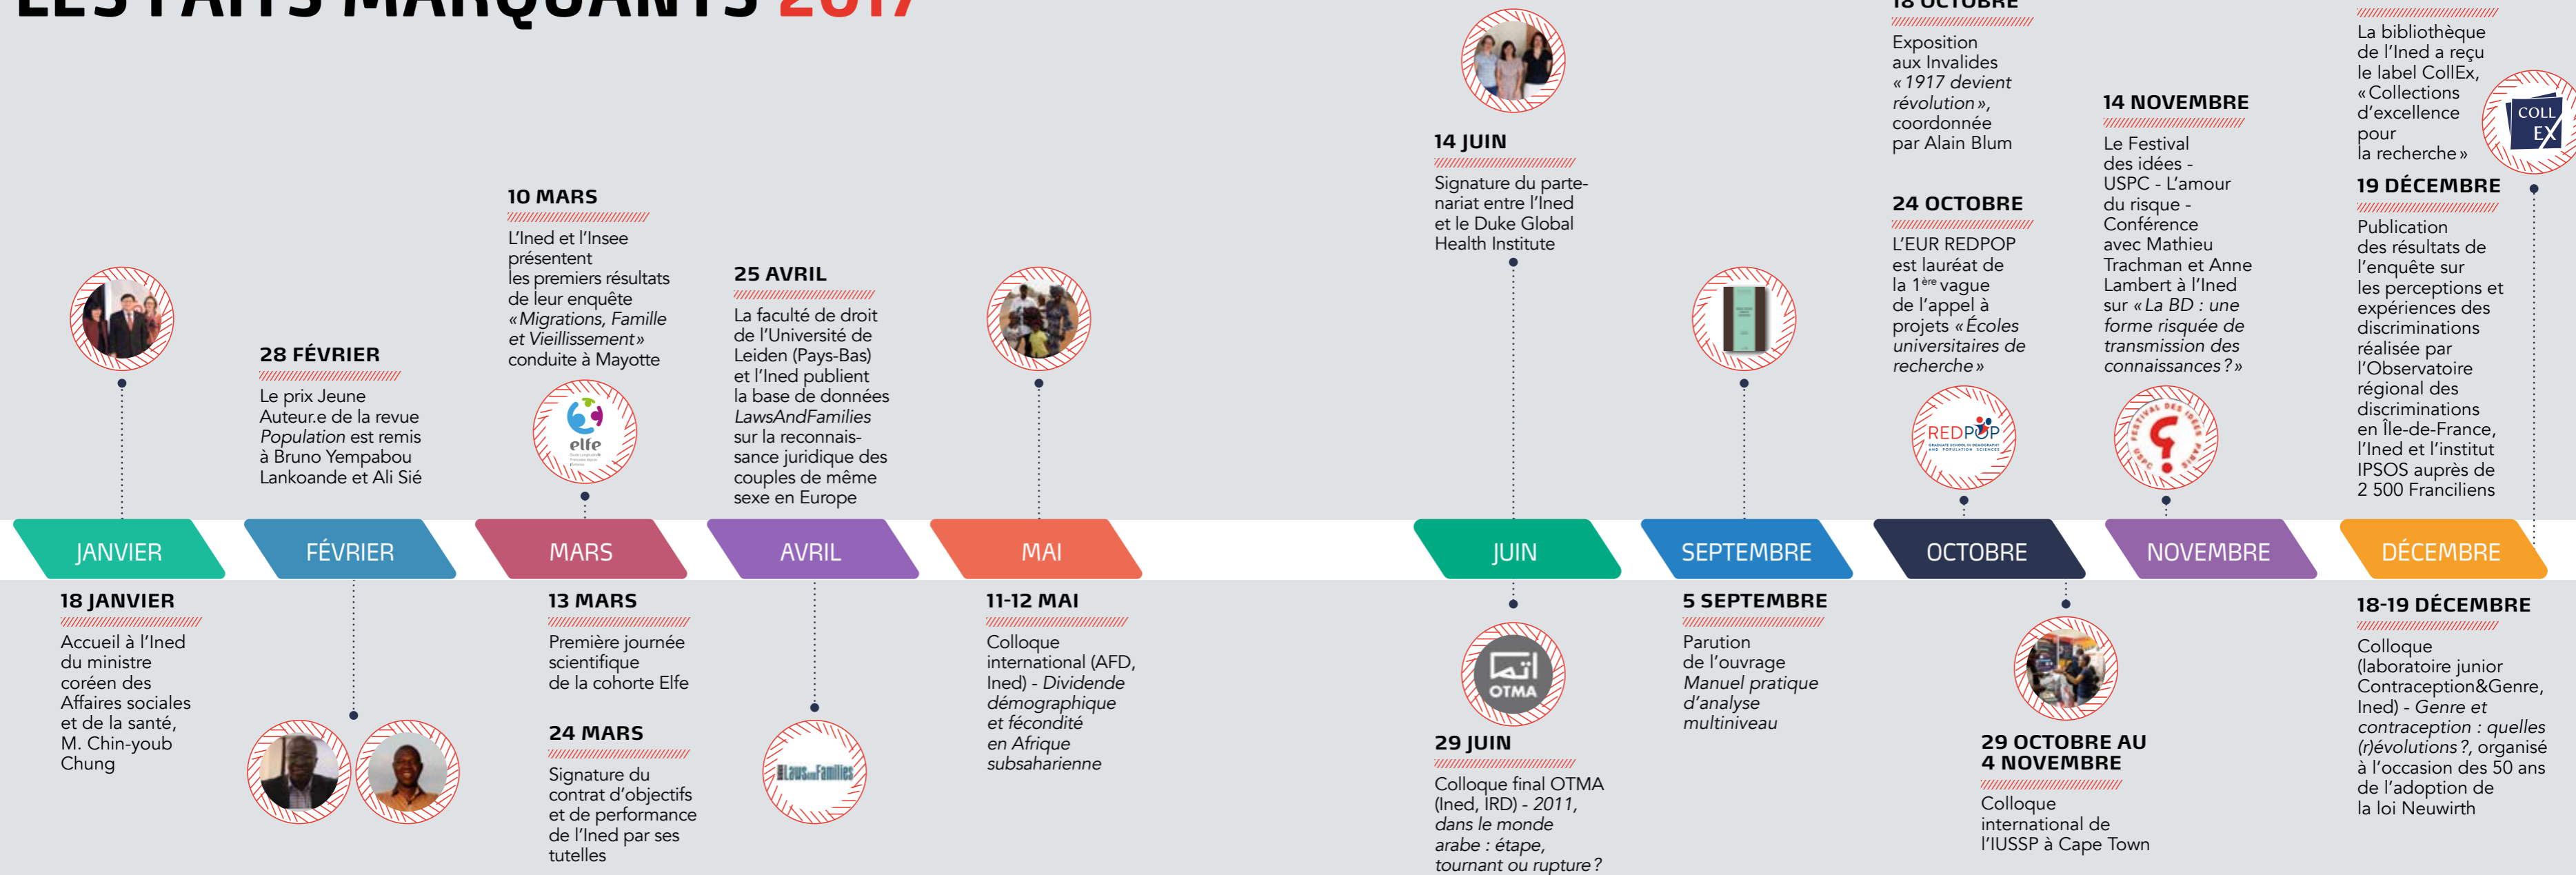 LES FAITS MARQUANTS 2017
JANVIER
18 JANVIER
Accueil à l'Ined
du ministre
coréen des
Affaires sociales
et de la santé,
M. Chin-youb
Chung
28 FÉVRIER
Le prix Jeune
Auteur.e de la revue
Population est remis
à Bruno Yempabou
Lankoande et Ali Sié
FÉVRIER
10 MARS
L'Ined et l'Insee
présentent
les premiers résultats
de leur enquête
«Migrations, Famille
et Vieillissement»
conduite à Mayotte
elfe
MARS
13 MARS
Première journée
scientifique
de la cohorte Elfe
24 MARS
Signature du
contrat d'objectifs
et de performance
de l'Ined par ses
tutelles
25 AVRIL
La faculté de droit
de l'Université de
Leiden (Pays-Bas)
et l'Ined publient
la base de données
LawsAndFamilies
sur la reconnais-
sance juridique des
couples de même
sexe en Europe
AVRIL
LawsandFamilies
MAI
11-12 MAI
Colloque
international (AFD,
Ined) - Dividende
démographique
et fécondité
en Afrique
subsaharienne
14 JUIN
Signature du parte-
nariat entre l'Ined
et le Duke Global
Health Institute
JUIN
OTMA
29 JUIN
Colloque final OTMA
(Ined, IRD) - 2011,
dans le monde
arabe : étape,
tournant ou rupture ?
SEPTEMBRE
5 SEPTEMBRE
Parution
de l'ouvrage
Manuel pratique
d'analyse
multiniveau
18 OCTOBRE
Exposition
aux Invalides
«1917 devient
révolution»,
coordonnée
par Alain Blum
24 OCTOBRE
L'EUR REDPOP
est lauréat de
la 1ère vague
de l'appel à
projets «Écoles
universitaires de
recherche»
REDPOP
GRADUATE SCHOOL IN DEMOGRAPHY
AND POPULATION SCIENCES
OCTOBRE
29 OCTOBRE AU
4 NOVEMBRE
Colloque
international de
l'IUSSP à Cape Town
14 NOVEMBRE
Le Festival
des idées -
USPC - L'amour
du risque -
Conférence
avec Mathieu
Trachman et Anne
Lambert à l'Ined
sur «La BD : une
forme risquée de
transmission des
connaissances ?»
FESTIVAL DES IDÉES PARIS
USPC
NOVEMBRE
La bibliothèque
de l'Ined a reçu
le label CollEx,
«Collections
d'excellence
pour
la recherche»
COLL
EX
19 DÉCEMBRE
Publication
des résultats de
l'enquête sur
les perceptions et
expériences des
discriminations
réalisée par
l'Observatoire
régional des
discriminations
en Île-de-France,
l'Ined et l'institut
IPSOS auprès de
2 500 Franciliens
DÉCEMBRE
18-19 DÉCEMBRE
Colloque
(laboratoire junior
Contraception&Genre,
Ined) - Genre et
contraception : quelles
(r)évolutions ?, organisé
à l'occasion des 50 ans
de l'adoption de
la loi Neuwirth